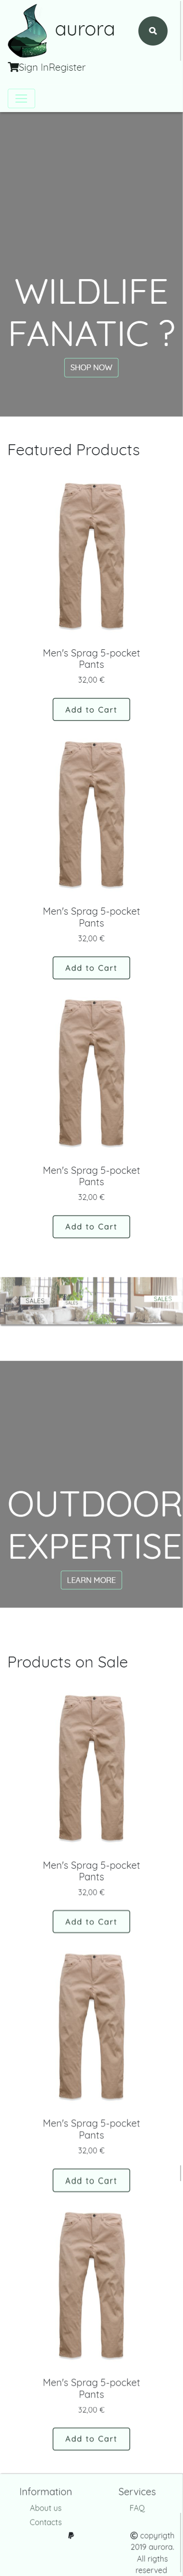 aurora
Sign InRegister
WILDLIFE
FANATIC ?
SHOP NOW
Featured Products
Men's Sprag 5-pocket
Pants
32,00 €
Add to Cart
Men's Sprag 5-pocket
Pants
32,00 €
Add to Cart
Men's Sprag 5-pocket
Pants
32,00 €
Add to Cart
SALES
SALES
SALES
SALES
OUTDOOR
EXPERTISE
LEARN MORE
Products on Sale
Men's Sprag 5-pocket
Pants
32,00 €
Add to Cart
Men's Sprag 5-pocket
Pants
32,00 €
Add to Cart
Men's Sprag 5-pocket
Pants
32,00 €
Add to Cart
Information
About us
Contacts
Services
FAQ
© copyrigth
2019 aurora.
All rigths
reserved